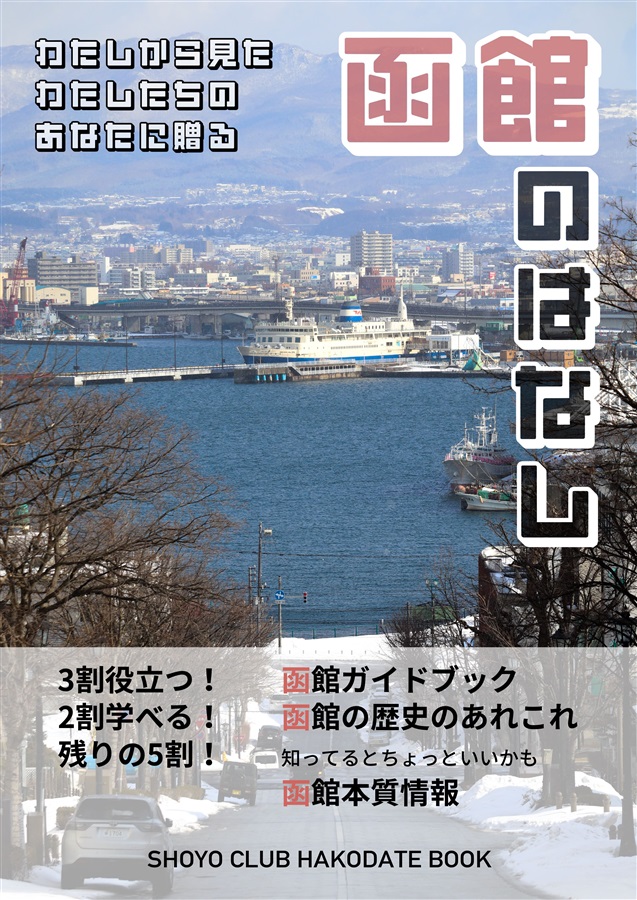 わたしから見た
わたしたちの
あなたに贈る
函館
のはなし
3割役立つ！ 函館ガイドブック
2割学べる！ 函館の歴史のあれこれ
残りの5割！ 知ってるとちょっといいかも
函館本質情報
SHOYO CLUB HAKODATE BOOK